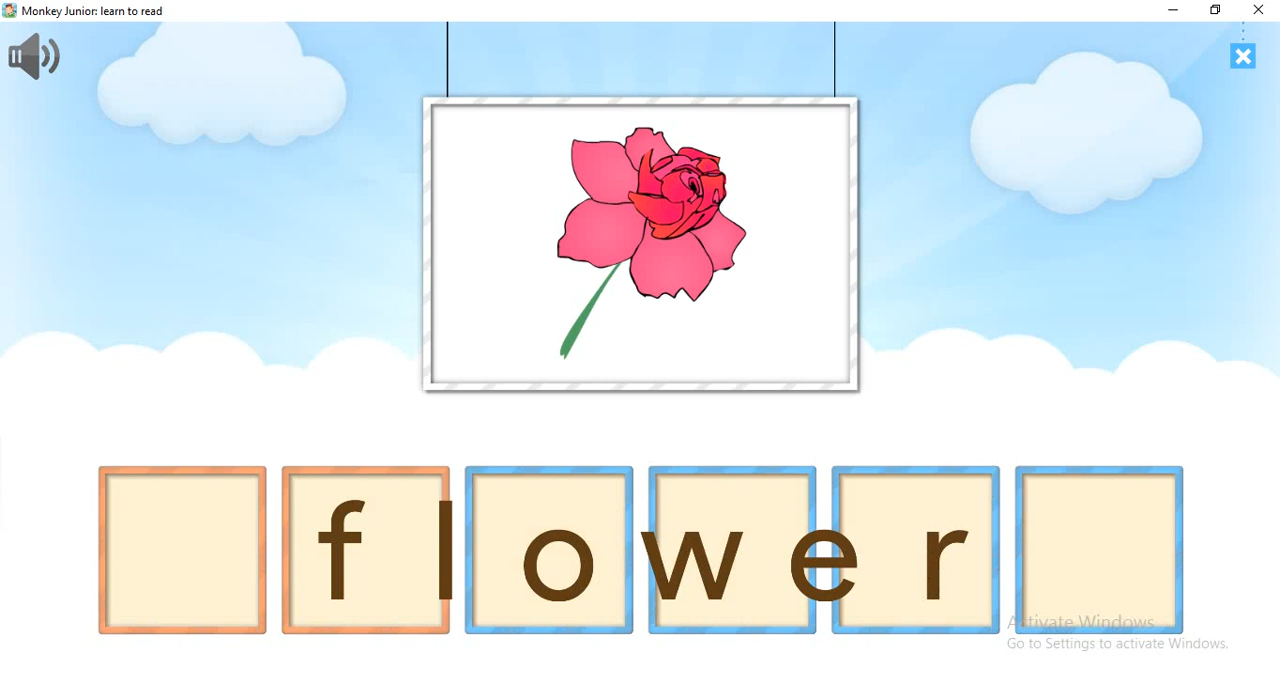 Monkey Junior: learn to read
flower
Activate Windows
Go to Settings to activate Windows.